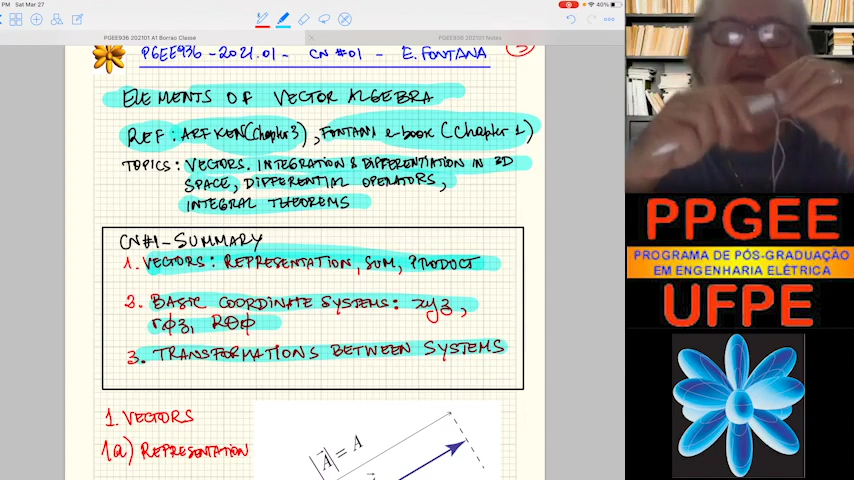 Sat Mar 27
40%
PGEE936 202101 A1 Borrao Classe
PGEE936 202101 Notes
PGEE936 - 2021.01 - CN #01 - E. FONTANA
ELEMENTS OF VECTOR ALGEBRA
REF: ARFKEN (Chapter 3), FONTANA e-book (Chapter 1)
TOPICS: VECTORS. INTEGRATION & DIFFERENTIATION IN 3D
SPACE, DIFFERENTIAL OPERATORS,
INTEGRAL THEOREMS
CN#1 - SUMMARY
1. VECTORS: REPRESENTATION, SUM, PRODUCT
2. BASIC COORDINATE SYSTEMS: xyz,
rφz, Rθφ
3. TRANSFORMATIONS BETWEEN SYSTEMS
1. VECTORS
1a) REPRESENTATION
|A⃗| = A
PPGEE
PROGRAMA DE PÓS-GRADUAÇÃO
EM ENGENHARIA ELÉTRICA
UFPE